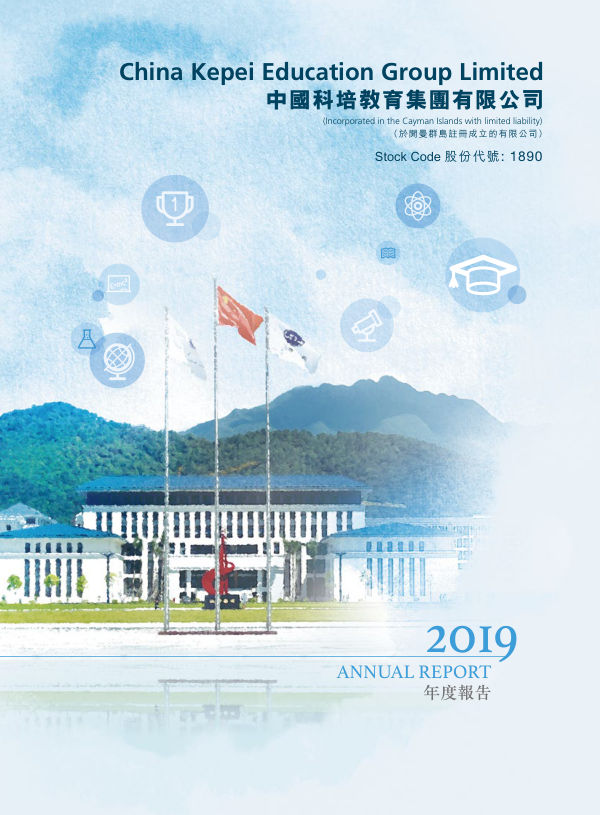 China Kepei Education Group Limited
中國科培教育集團有限公司
(Incorporated in the Cayman Islands with limited liability)
(於開曼群島註冊成立的有限公司)
Stock Code 股份代號: 1890
1
2019
ANNUAL REPORT
年度報告